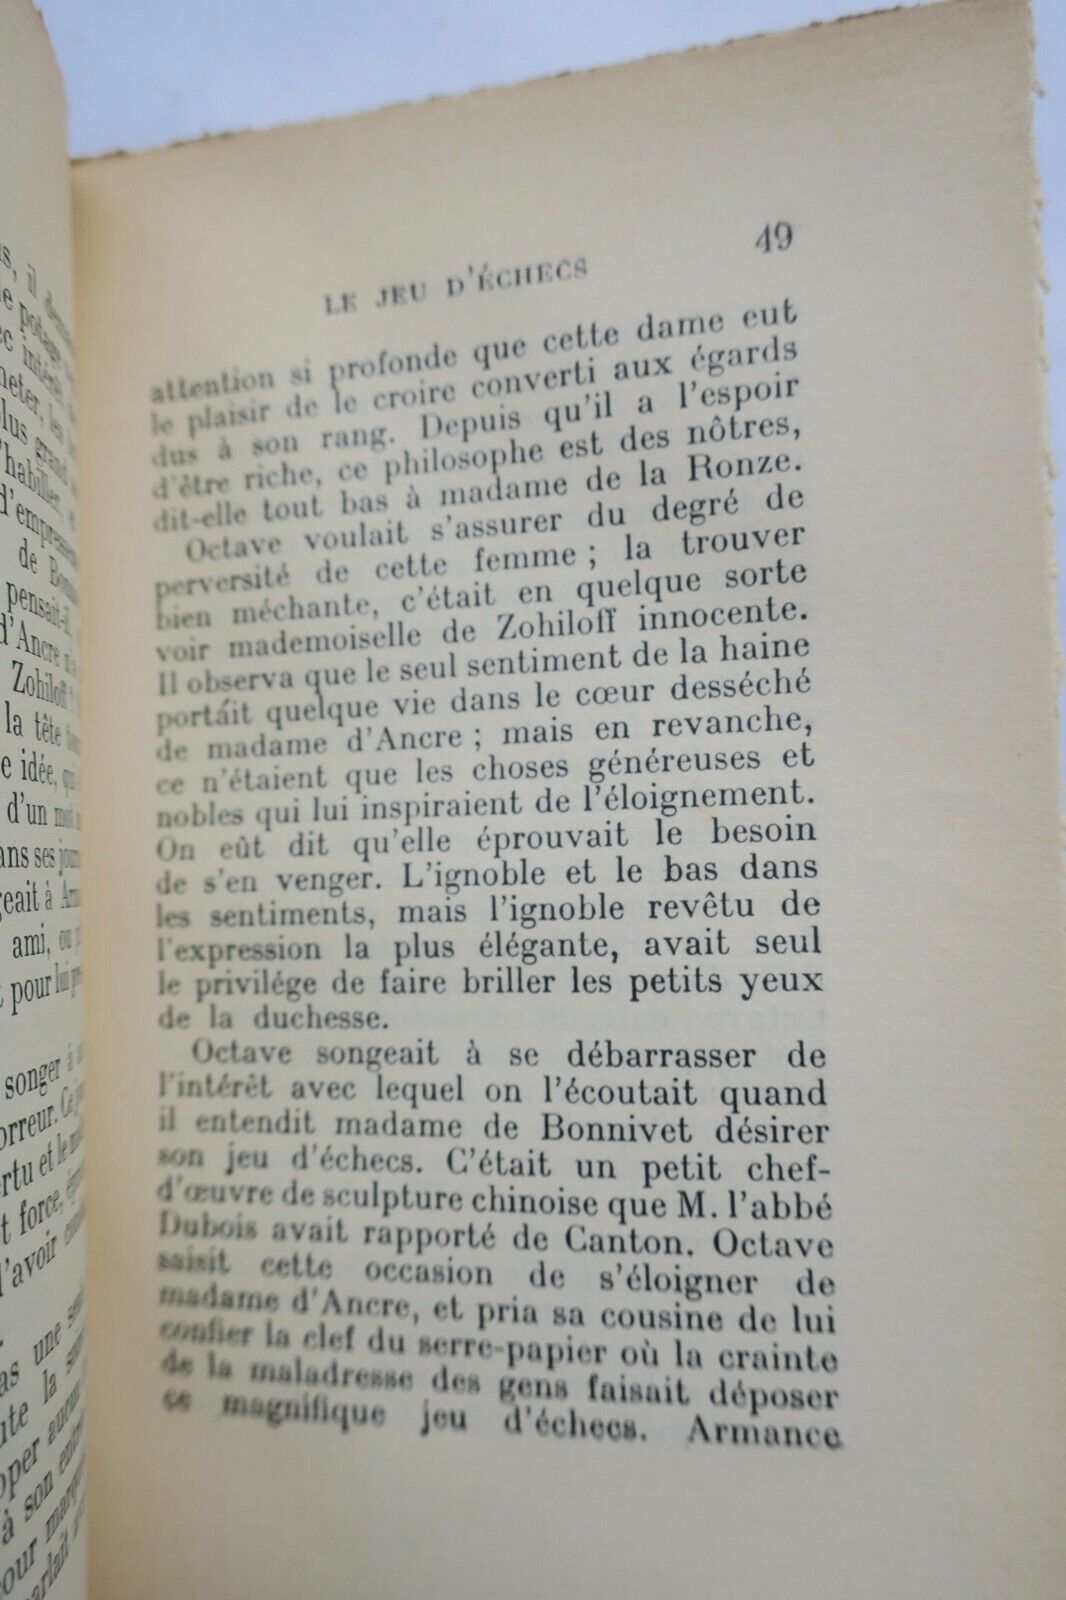 49
LE JEU D'ÉCHECS
attention si profonde que cette dame eut
le plaisir de le croire converti aux égards
dus à son rang. Depuis qu'il a l'espoir
d'être riche, ce philosophe est des nôtres,
dit-elle tout bas à madame de la Ronze.
Octave voulait s'assurer du degré de
perversité de cette femme ; la trouver
bien méchante, c'était en quelque sorte
voir mademoiselle de Zohiloff innocente.
Il observa que le seul sentiment de la haine
portait quelque vie dans le cœur desséché
de madame d'Ancre ; mais en revanche,
ce n'étaient que les choses généreuses et
nobles qui lui inspiraient de l'éloignement.
On eût dit qu'elle éprouvait le besoin
de s'en venger. L'ignoble et le bas dans
les sentiments, mais l'ignoble revêtu de
l'expression la plus élégante, avait seul
le privilége de faire briller les petits yeux
de la duchesse.
Octave songeait à se débarrasser de
l'intérêt avec lequel on l'écoutait quand
il entendit madame de Bonnivet désirer
son jeu d'échecs. C'était un petit chef-
d'œuvre de sculpture chinoise que M. l'abbé
Dubois avait rapporté de Canton. Octave
saisit cette occasion de s'éloigner de
madame d'Ancre, et pria sa cousine de lui
confier la clef du serre-papier où la crainte
de la maladresse des gens faisait déposer
ce magnifique jeu d'échecs. Armance